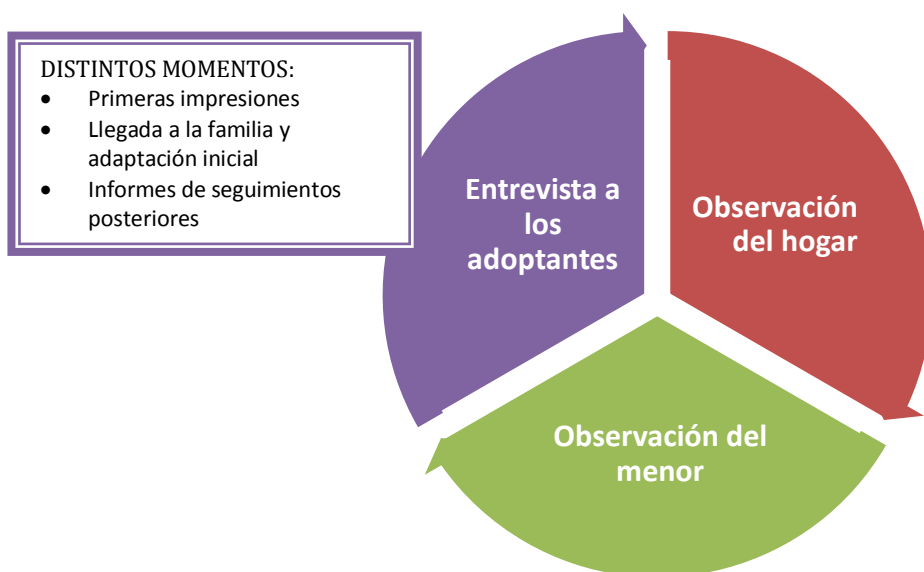 DISTINTOS MOMENTOS:
• Primeras impresiones
• Llegada a la familia y
adaptación inicial
• Informes de seguimientos
posteriores
Entrevista a
los
adoptantes
Observación
del hogar
Observación del
menor